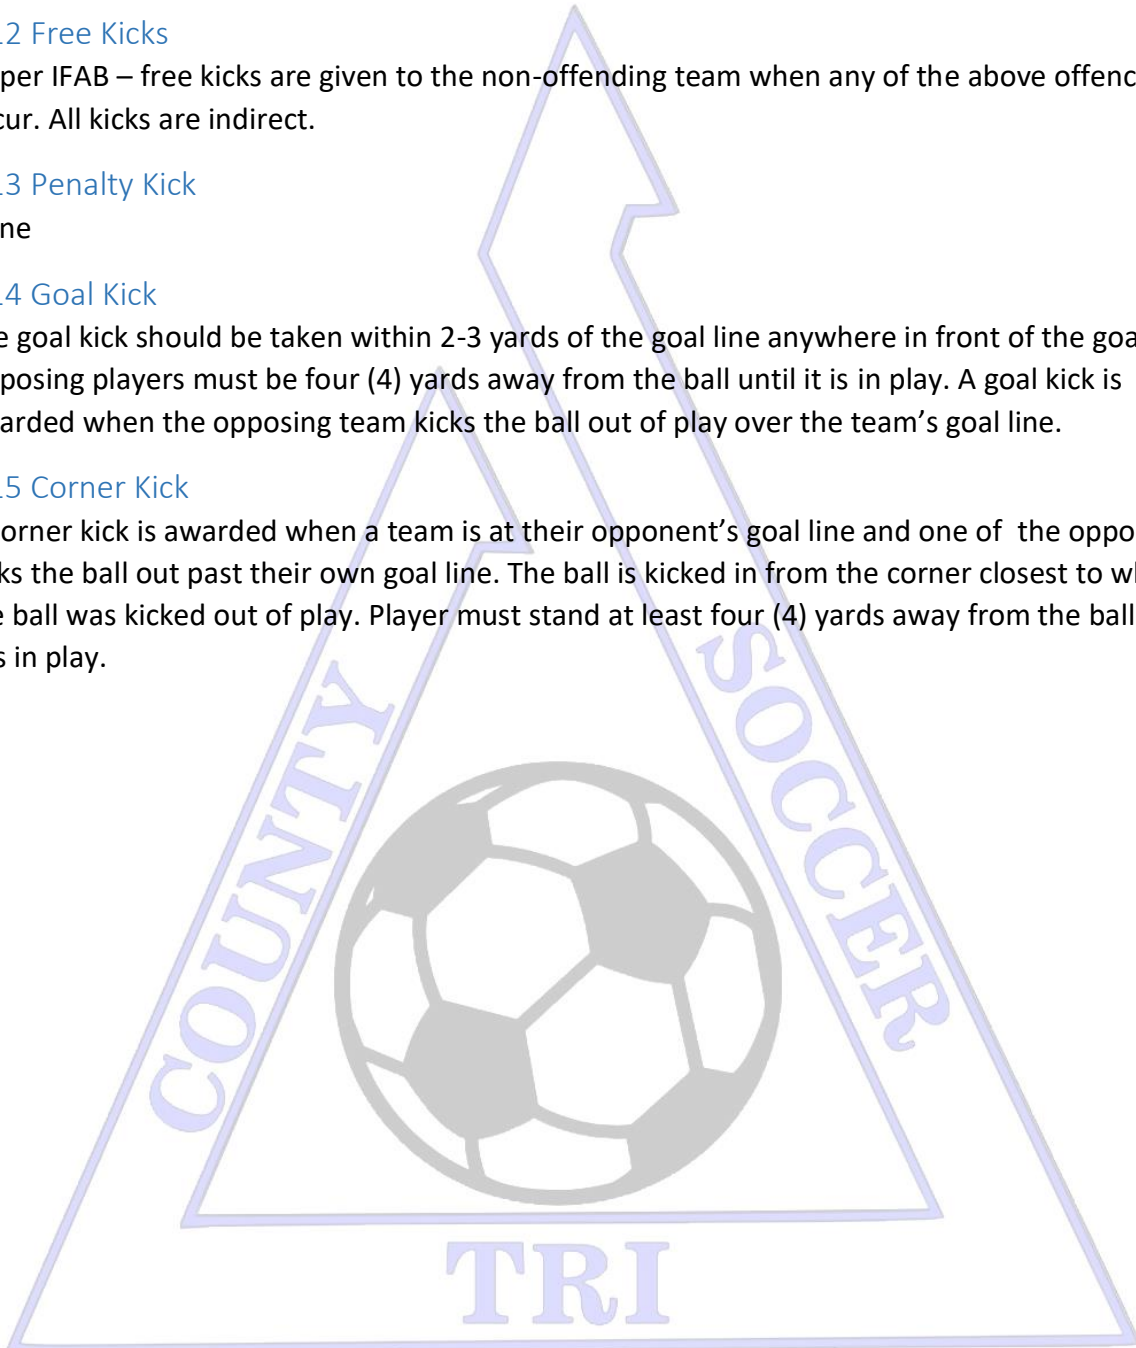 .2 Free Kicks
per IFAB – free kicks are given to the non-offending team when any of the above offenc
cur. All kicks are indirect.
.3 Penalty Kick
ne
.4 Goal Kick
e goal kick should be taken within 2-3 yards of the goal line anywhere in front of the goa
posing players must be four (4) yards away from the ball until it is in play. A goal kick is
arded when the opposing team kicks the ball out of play over the team’s goal line.
.5 Corner Kick
orner kick is awarded when a team is at their opponent’s goal line and one of  the oppo
ks the ball out past their own goal line. The ball is kicked in from the corner closest to wh
e ball was kicked out of play. Player must stand at least four (4) yards away from the ball
s in play.
COUNTY
SOCCER
TRI